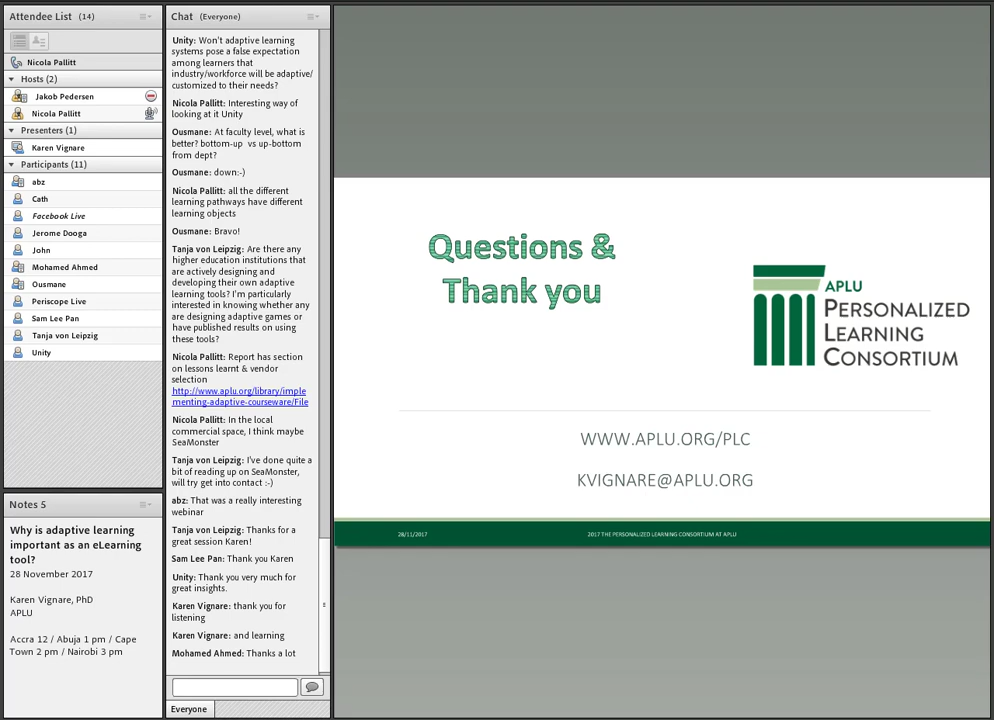 Attendee List (14)
Nicola Pallitt
Hosts (2)
Jakob Pedersen
Nicola Pallitt
Presenters (1)
Karen Vignare
Participants (11)
abz
Cath
Facebook Live
Jerome Dooga
John
Mohamed Ahmed
Ousmane
Periscope Live
Sam Lee Pan
Tanja von Leipzig
Unity
Notes 5
Why is adaptive learning
important as an eLearning
tool?
28 November 2017
Karen Vignare, PhD
APLU
Accra 12 / Abuja 1 pm / Cape
Town 2 pm / Nairobi 3 pm
Chat (Everyone)
Unity: Won't adaptive learning
systems pose a false expectation
among learners that
industry/workforce will be adaptive/
customized to their needs?
Nicola Pallitt: Interesting way of
looking at it Unity
Ousmane: At faculty level, what is
better? bottom-up vs up-bottom
from dept?
Ousmane: down:-)
Nicola Pallitt: all the different
learning pathways have different
learning objects
Ousmane: Bravo!
Tanja von Leipzig: Are there any
higher education institutions that
are actively designing and
developing their own adaptive
learning tools? I'm particularly
interested in knowing whether any
are designing adaptive games or
have published results on using
these tools?
Nicola Pallitt: Report has section
on lessons learnt & vendor
selection
http://www.aplu.org/library/imple
menting-adaptive-courseware/File
Nicola Pallitt: In the local
commercial space, I think maybe
SeaMonster
Tanja von Leipzig: I've done quite a
bit of reading up on SeaMonster,
will try get into contact :-)
abz: That was a really interesting
webinar
Tanja von Leipzig: Thanks for a
great session Karen!
Sam Lee Pan: Thank you Karen
Unity: Thank you very much for
great insights.
Karen Vignare: thank you for
listening
Karen Vignare: and learning
Mohamed Ahmed: Thanks a lot
Everyone
Questions &
Thank you
APLU
PERSONALIZED
LEARNING
CONSORTIUM
WWW.APLU.ORG/PLC
KVIGNARE@APLU.ORG
28/11/2017
2017 THE PERSONALIZED LEARNING CONSORTIUM AT APLU